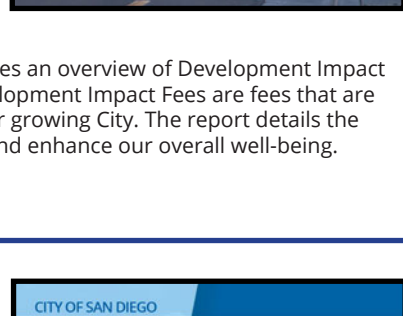 es an overview of Development Impact
lopment Impact Fees are fees that are
r growing City. The report details the
nd enhance our overall well-being.
CITY OF SAN DIEGO